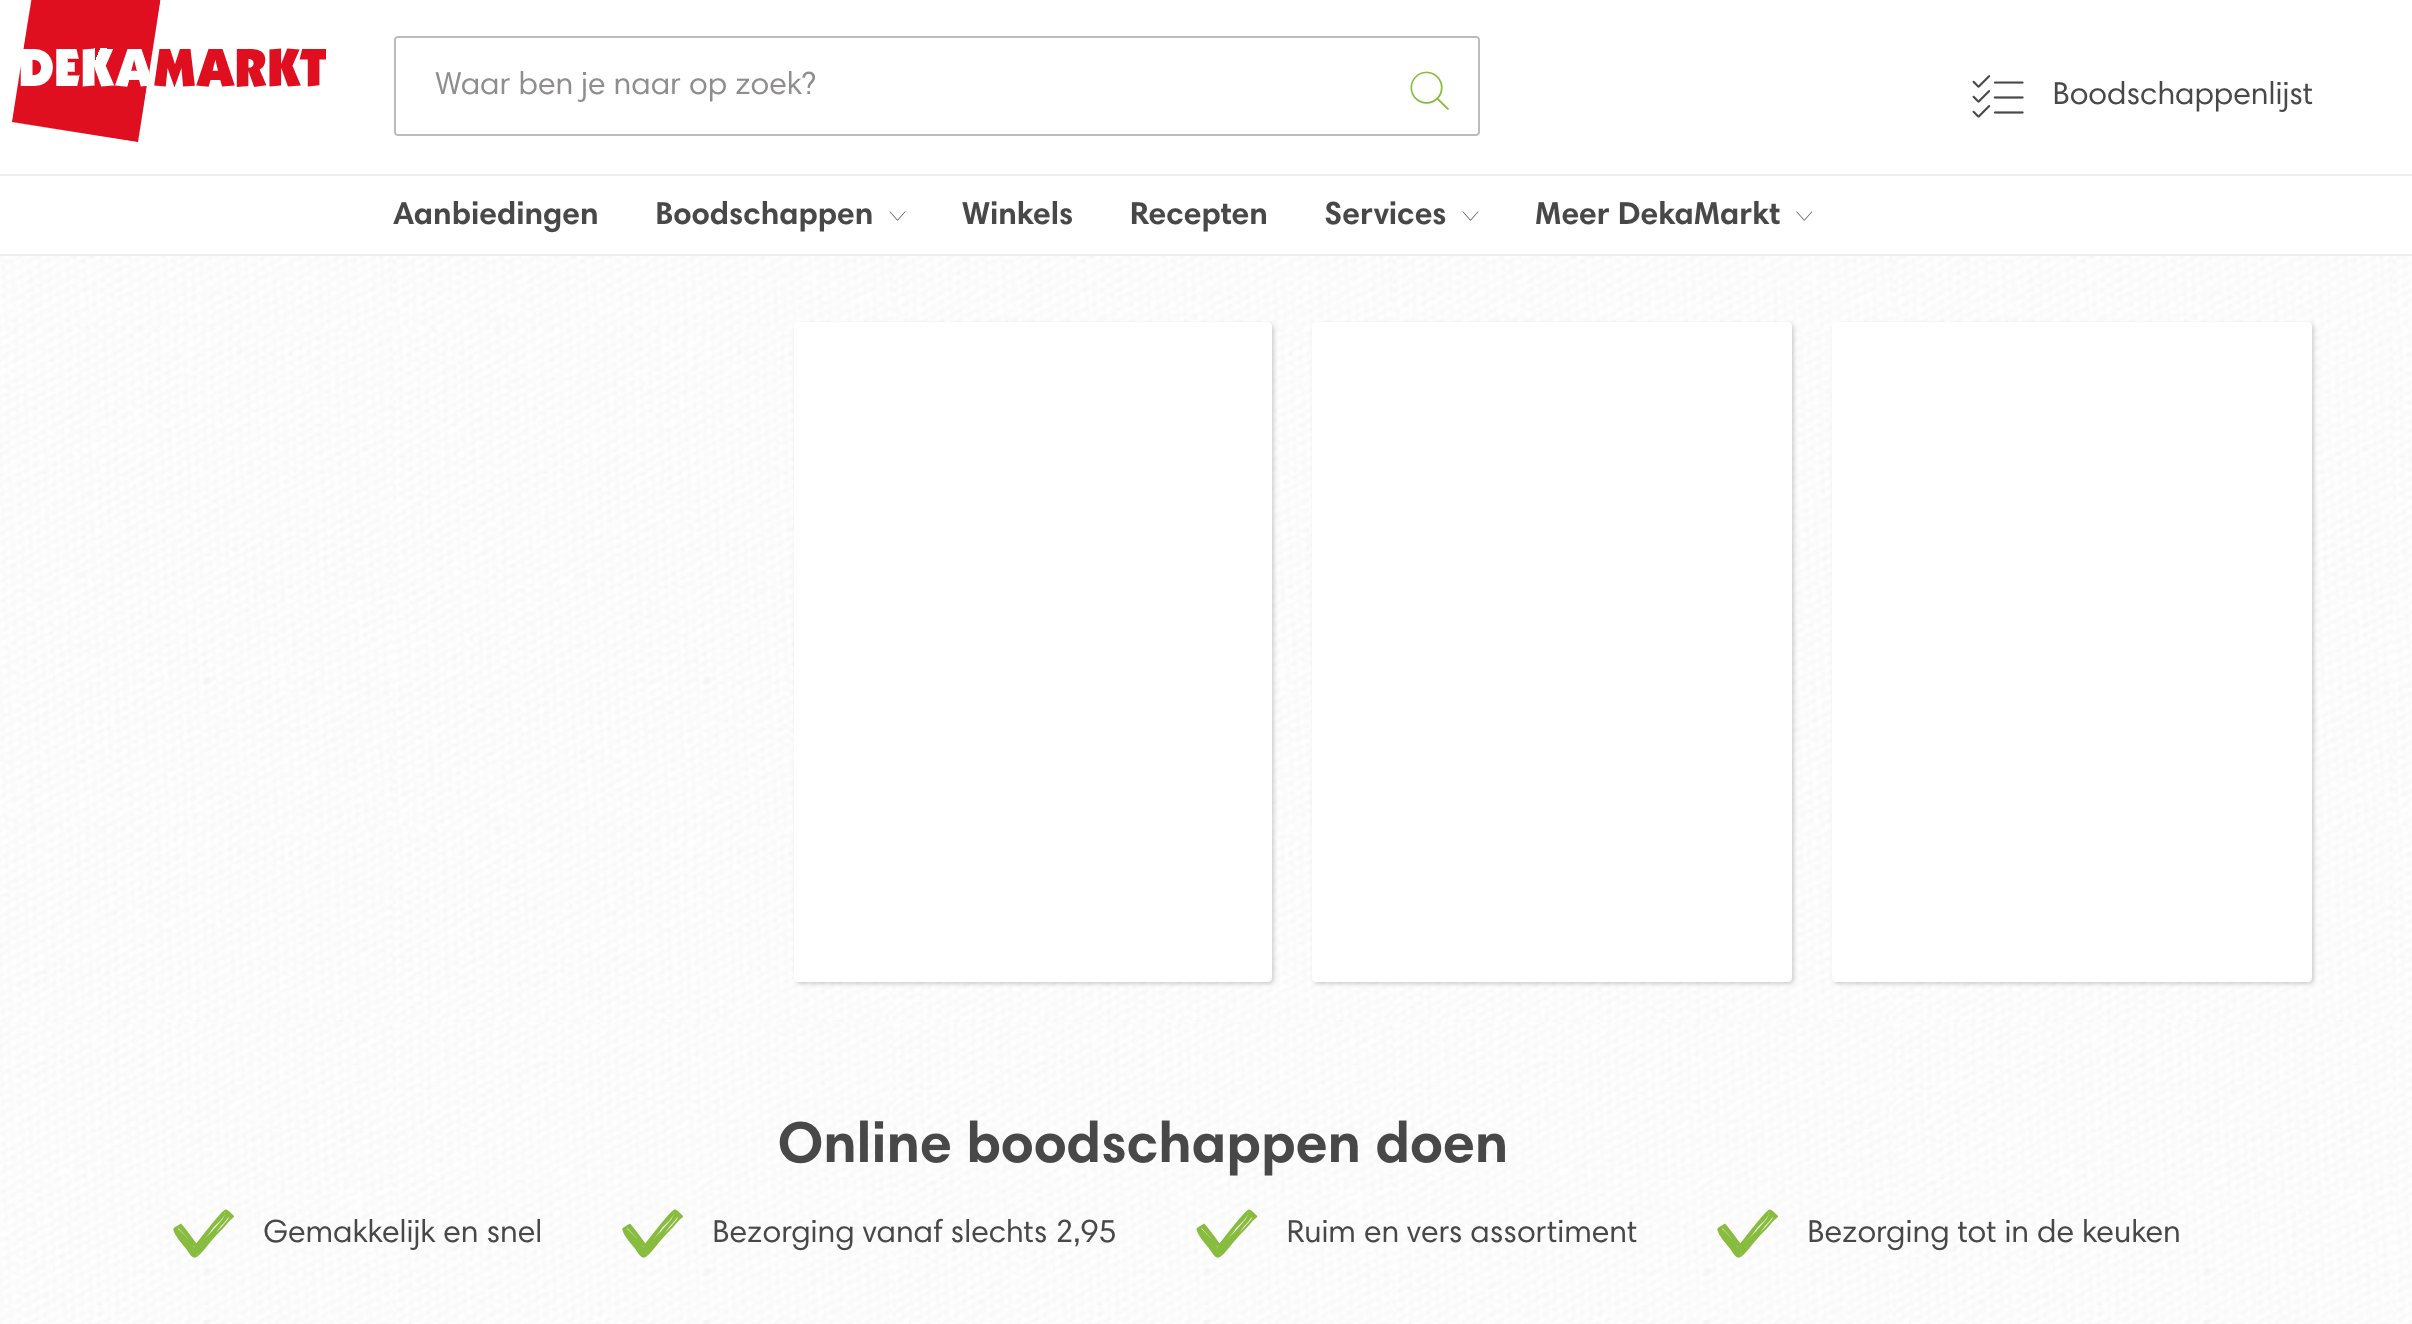 DEKAMARKT
Waar ben je naar op zoek?
Boodschappenlijst
Aanbiedingen Boodschappen Winkels Recepten Services Meer DekaMarkt
Online boodschappen doen
Gemakkelijk en snel Bezorging vanaf slechts 2,95 Ruim en vers assortiment Bezorging tot in de keuken